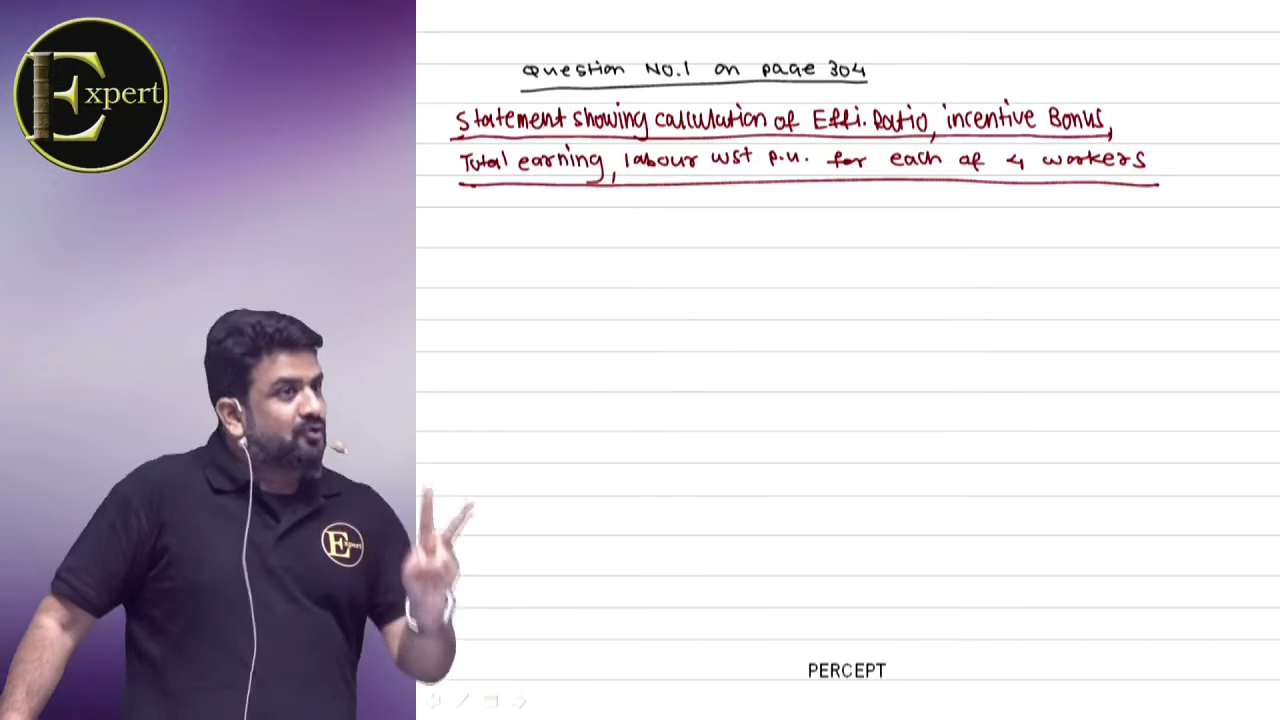 Expert
Question No.1 on page 304
Statement showing calculation of Effi. Ratio, incentive Bonus,
Total earning, labour cost p.u. for each of 4 workers
Expert
PERCEPT